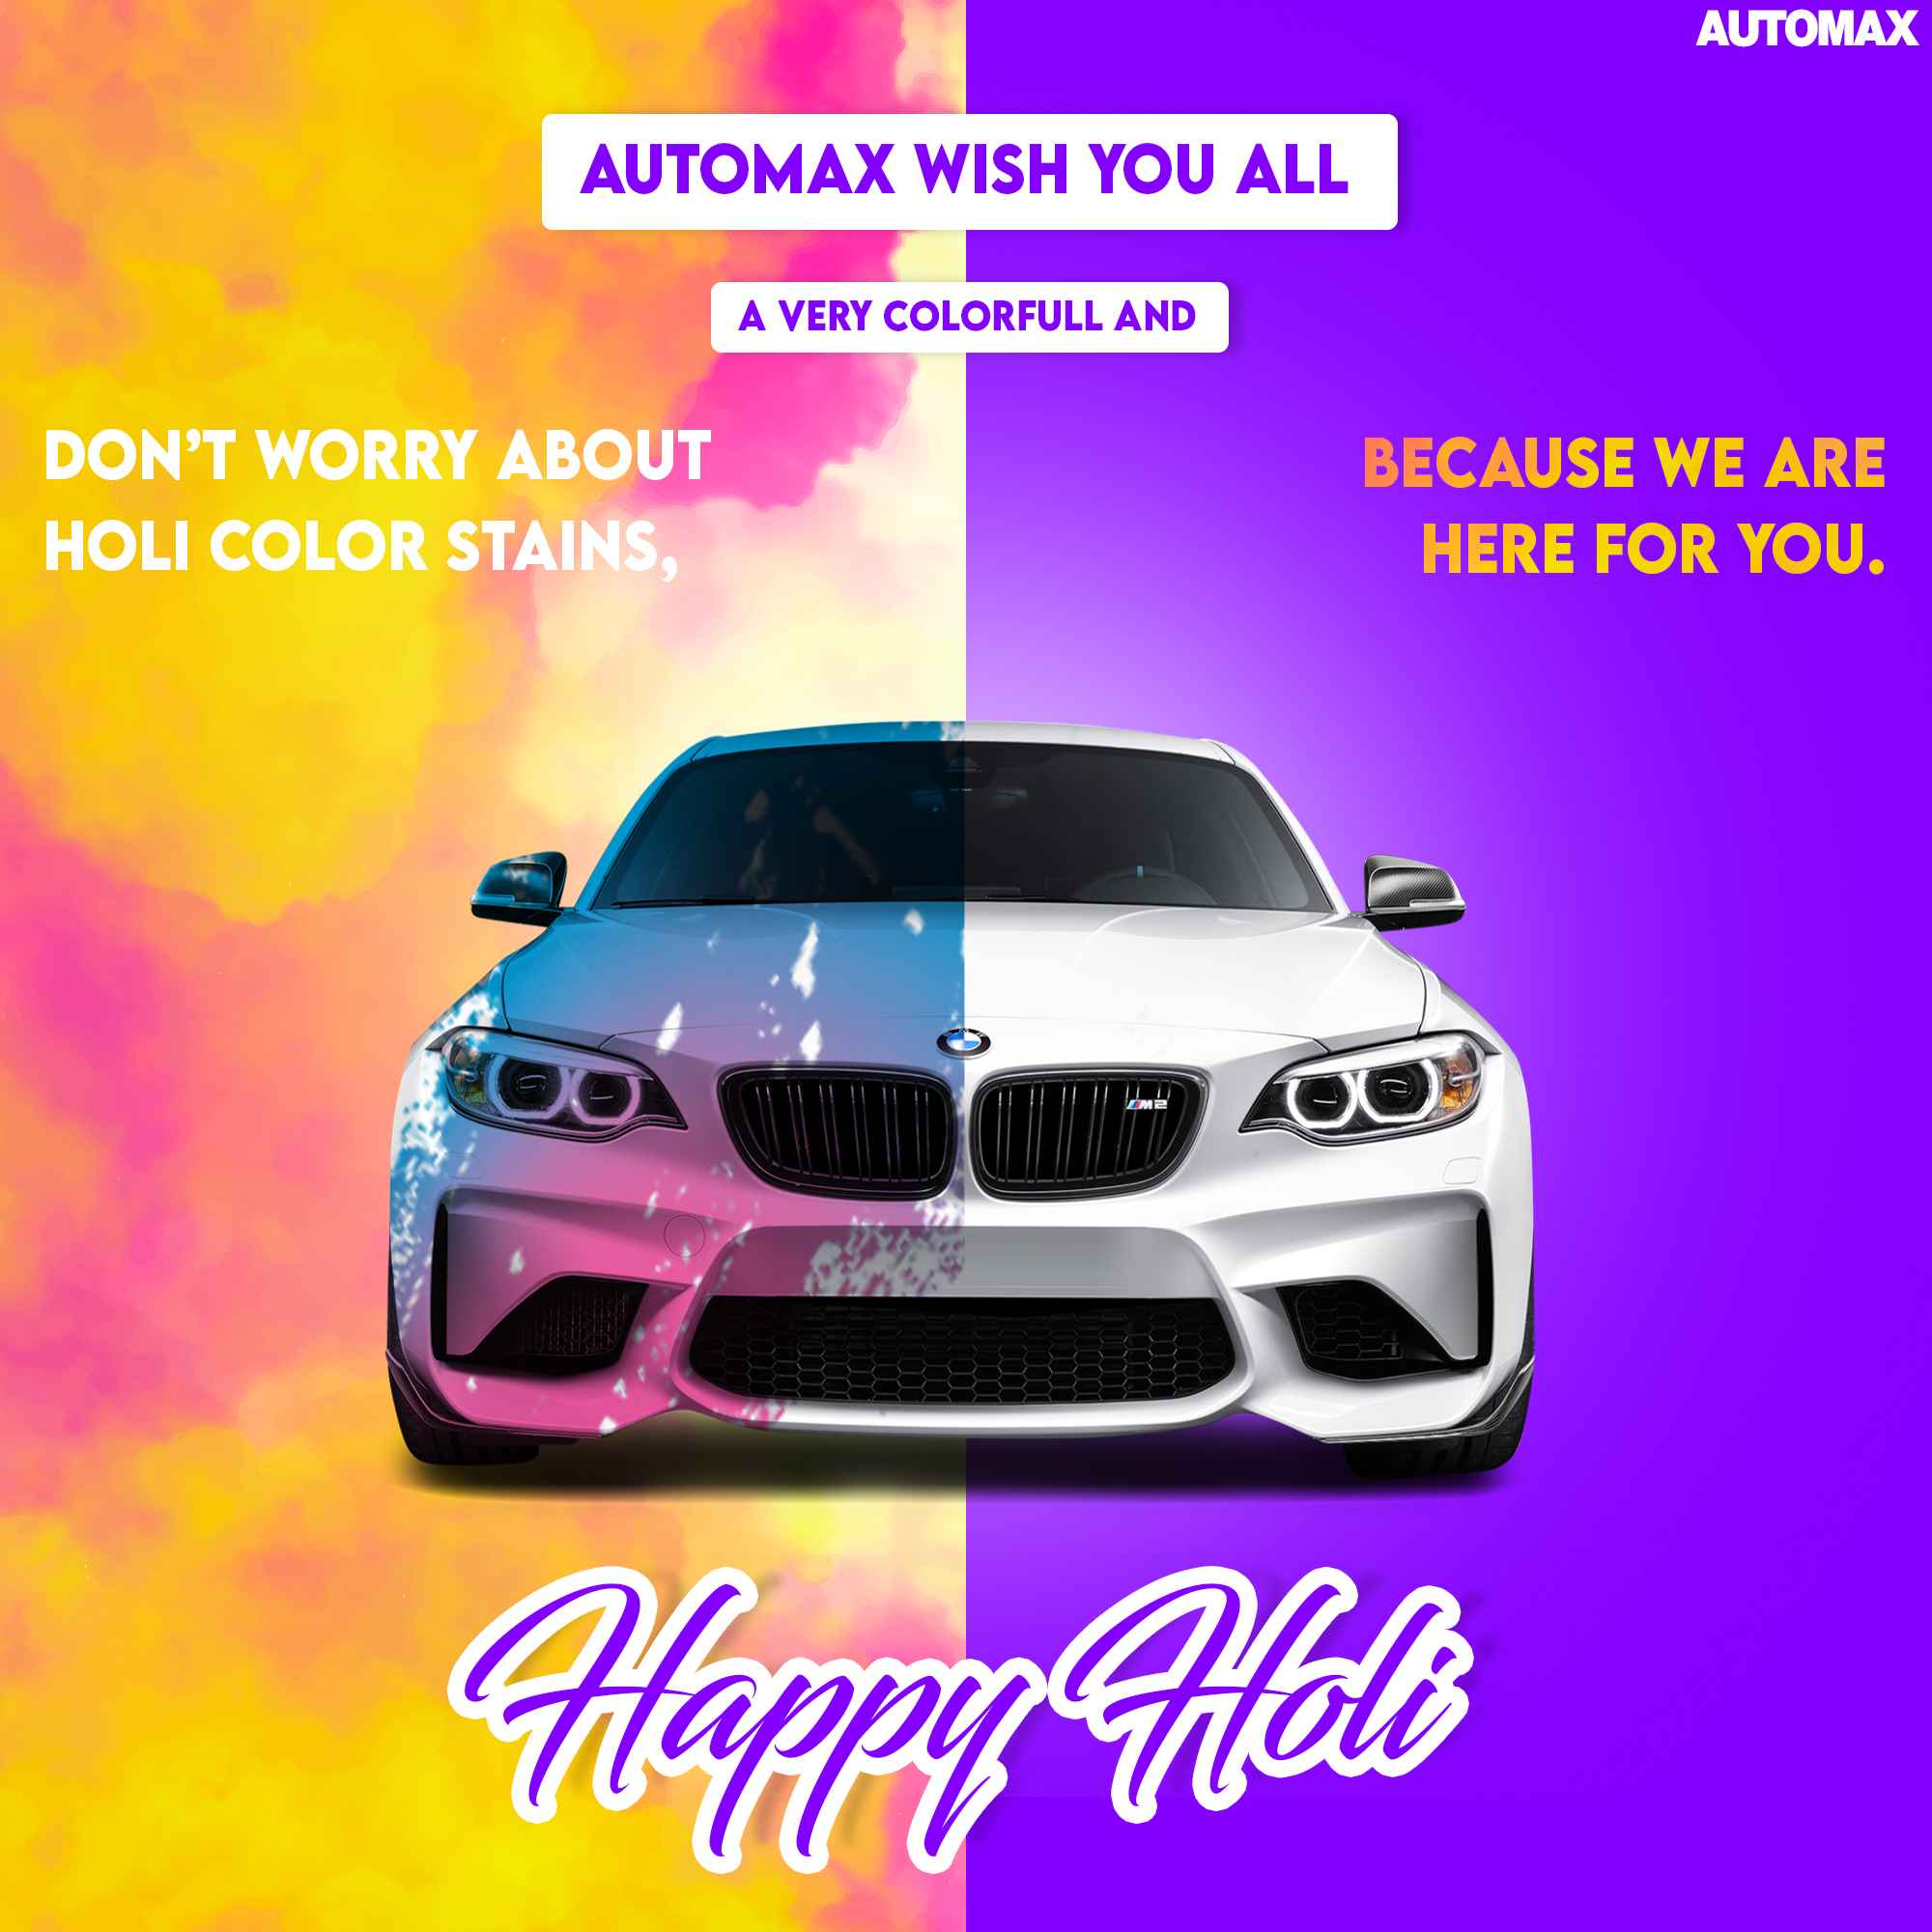 AUTOMAX
AUTOMAX WISH YOU ALL
A VERY COLORFULL AND
DON’T WORRY ABOUT
HOLI COLOR STAINS,
BECAUSE WE ARE
HERE FOR YOU.
M2
Happy Holi